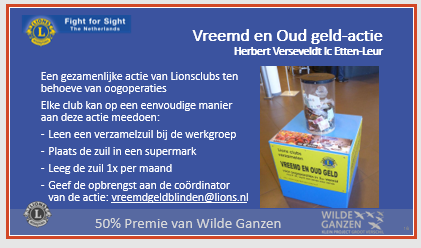 Fight for Sight
The Netherlands
Vreemd en Oud geld-actie
Herbert Verseveldt lc Etten-Leur
Een gezamenlijke actie van Lionsclubs ten
behoeve van oogoperaties
Elke club kan op een eenvoudige manier
aan deze actie meedoen:
- Leen een verzamelzuil bij de werkgroep
- Plaats de zuil in een supermark
- Leeg de zuil 1x per maand
- Geef de opbrengst aan de coördinator
van de actie: vreemdgeldblinden@lions.nl
Lions Clubs
verzamelen
VREEMD EN OUD GELD
50% Premie van Wilde Ganzen
WILDE
GANZEN